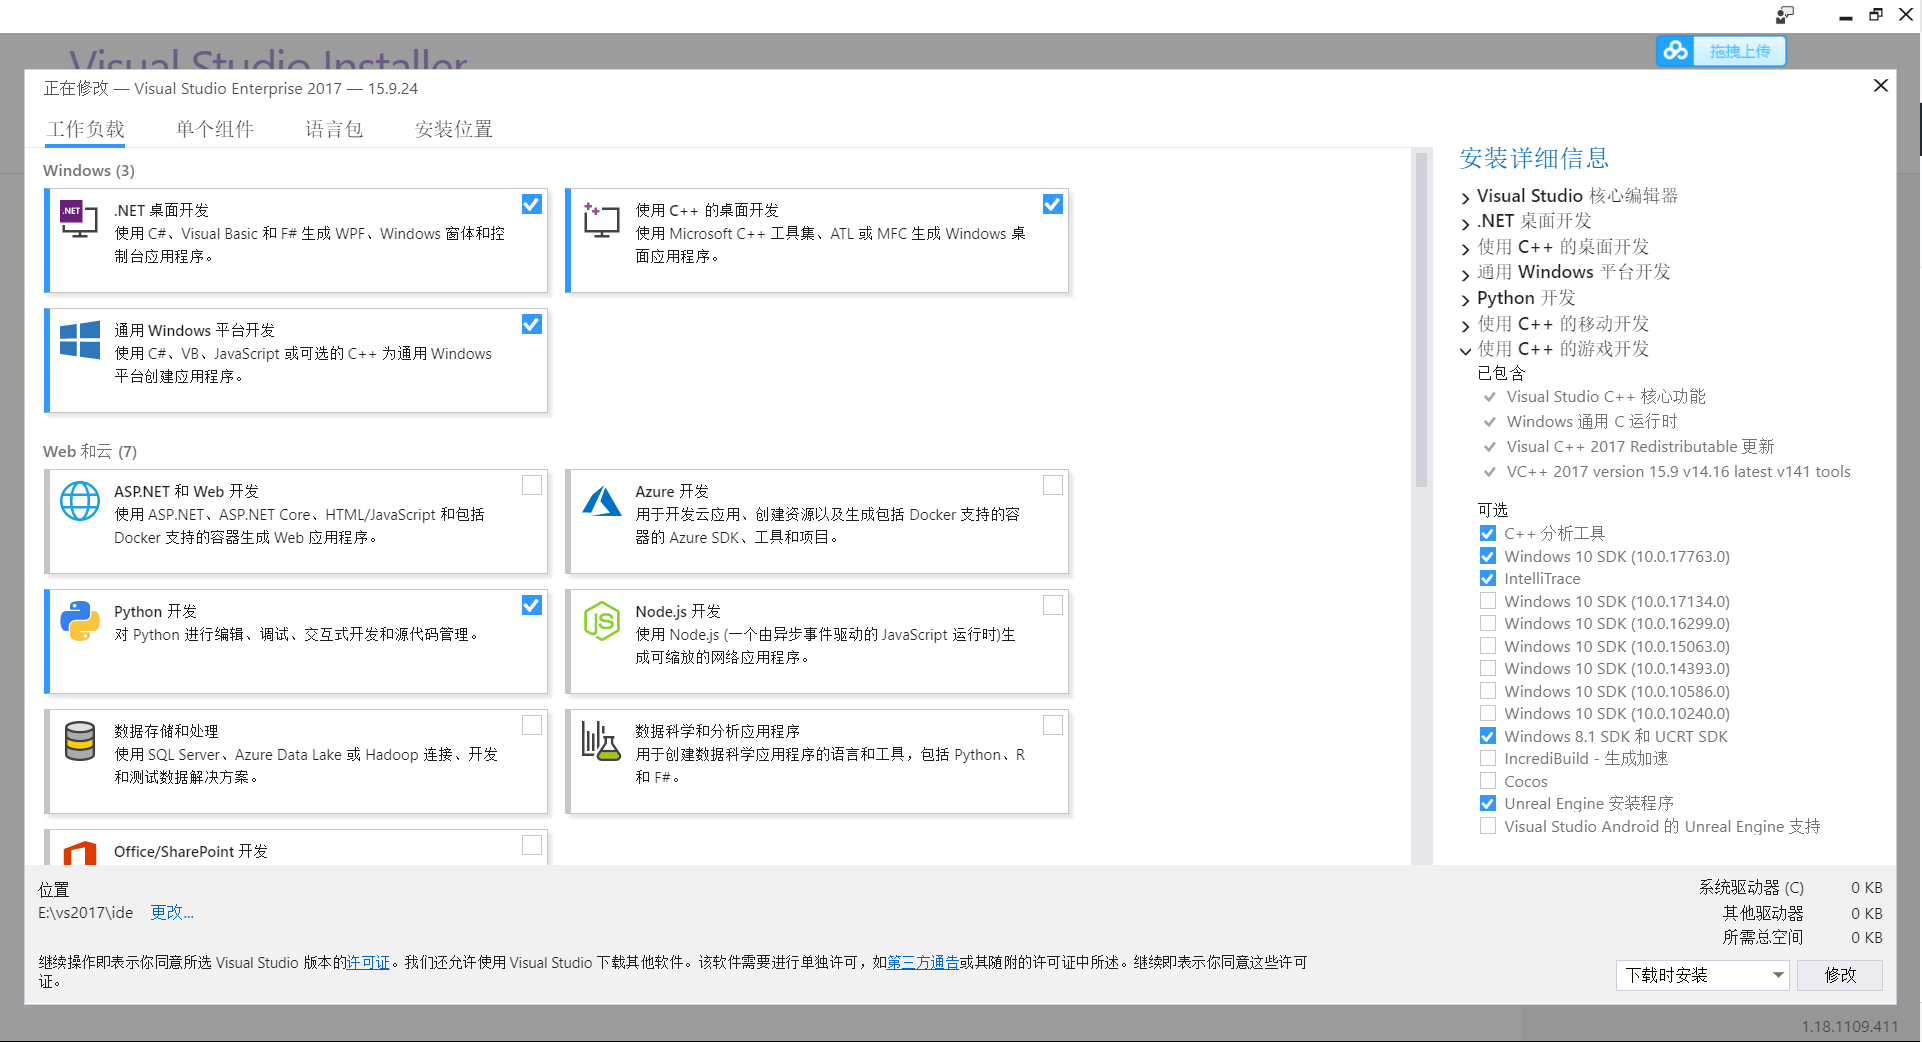 Visual Studio Installer
拖拽上传
正在修改 — Visual Studio Enterprise 2017 — 15.9.24
工作负载 单个组件 语言包 安装位置
Windows (3)
.NET
.NET 桌面开发
使用 C#、Visual Basic 和 F# 生成 WPF、Windows 窗体和控
制台应用程序。
使用 C++ 的桌面开发
使用 Microsoft C++ 工具集、ATL 或 MFC 生成 Windows 桌
面应用程序。
通用 Windows 平台开发
使用 C#、VB、JavaScript 或可选的 C++ 为通用 Windows
平台创建应用程序。
Web 和云 (7)
ASP.NET 和 Web 开发
使用 ASP.NET、ASP.NET Core、HTML/JavaScript 和包括
Docker 支持的容器生成 Web 应用程序。
Azure 开发
用于开发云应用、创建资源以及生成包括 Docker 支持的容
器的 Azure SDK、工具和项目。
Python 开发
对 Python 进行编辑、调试、交互式开发和源代码管理。
JS
Node.js 开发
使用 Node.js (一个由异步事件驱动的 JavaScript 运行时)生
成可缩放的网络应用程序。
数据存储和处理
使用 SQL Server、Azure Data Lake 或 Hadoop 连接、开发
和测试数据解决方案。
数据科学和分析应用程序
用于创建数据科学应用程序的语言和工具，包括 Python、R
和 F#。
Office/SharePoint 开发
安装详细信息
Visual Studio 核心编辑器
.NET 桌面开发
使用 C++ 的桌面开发
通用 Windows 平台开发
Python 开发
使用 C++ 的移动开发
使用 C++ 的游戏开发
已包含
Visual Studio C++ 核心功能
Windows 通用 C 运行时
Visual C++ 2017 Redistributable 更新
VC++ 2017 version 15.9 v14.16 latest v141 tools
可选
C++ 分析工具
Windows 10 SDK (10.0.17763.0)
IntelliTrace
Windows 10 SDK (10.0.17134.0)
Windows 10 SDK (10.0.16299.0)
Windows 10 SDK (10.0.15063.0)
Windows 10 SDK (10.0.14393.0)
Windows 10 SDK (10.0.10586.0)
Windows 10 SDK (10.0.10240.0)
Windows 8.1 SDK 和 UCRT SDK
IncrediBuild - 生成加速
Cocos
Unreal Engine 安装程序
Visual Studio Android 的 Unreal Engine 支持
位置
E:\vs2017\ide 更改...
系统驱动器 (C) 0 KB
其他驱动器 0 KB
所需总空间 0 KB
继续操作即表示你同意所选 Visual Studio 版本的许可证。我们还允许使用 Visual Studio 下载其他软件。该软件需要进行单独许可，如第三方通告或其随附的许可证中所述。继续即表示你同意这些许可
证。
下载时安装 修改
1.18.1109.411